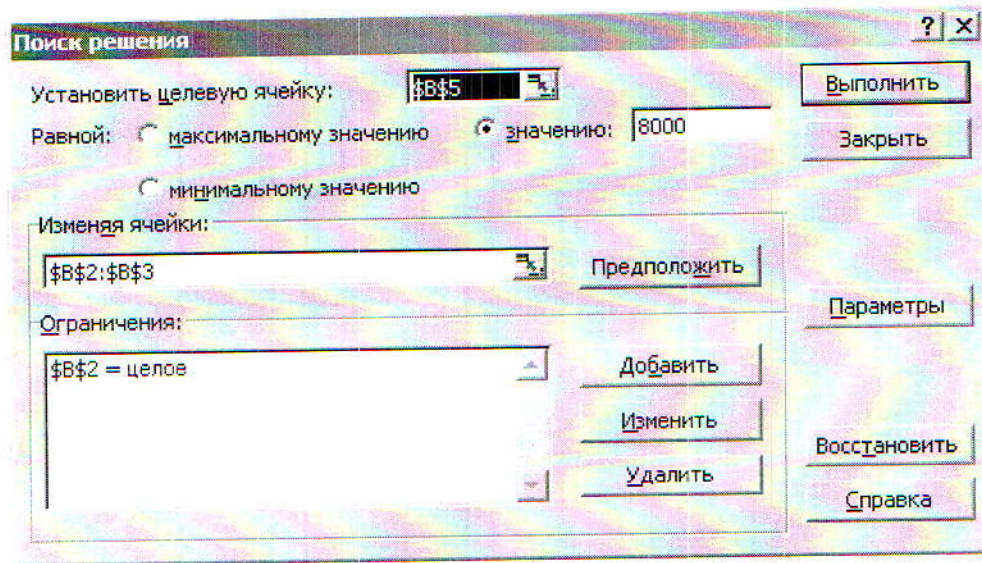 Поиск решения ? ×
Установить целевую ячейку: $B$5 Выполнить
Равной: максимальному значению значению: 8000 Закрыть
минимальному значению
Изменяя ячейки:
$B$2:$B$3 Предположить
Параметры
Ограничения:
$B$2 = целое Добавить
Изменить
Восстановить
Удалить
Справка